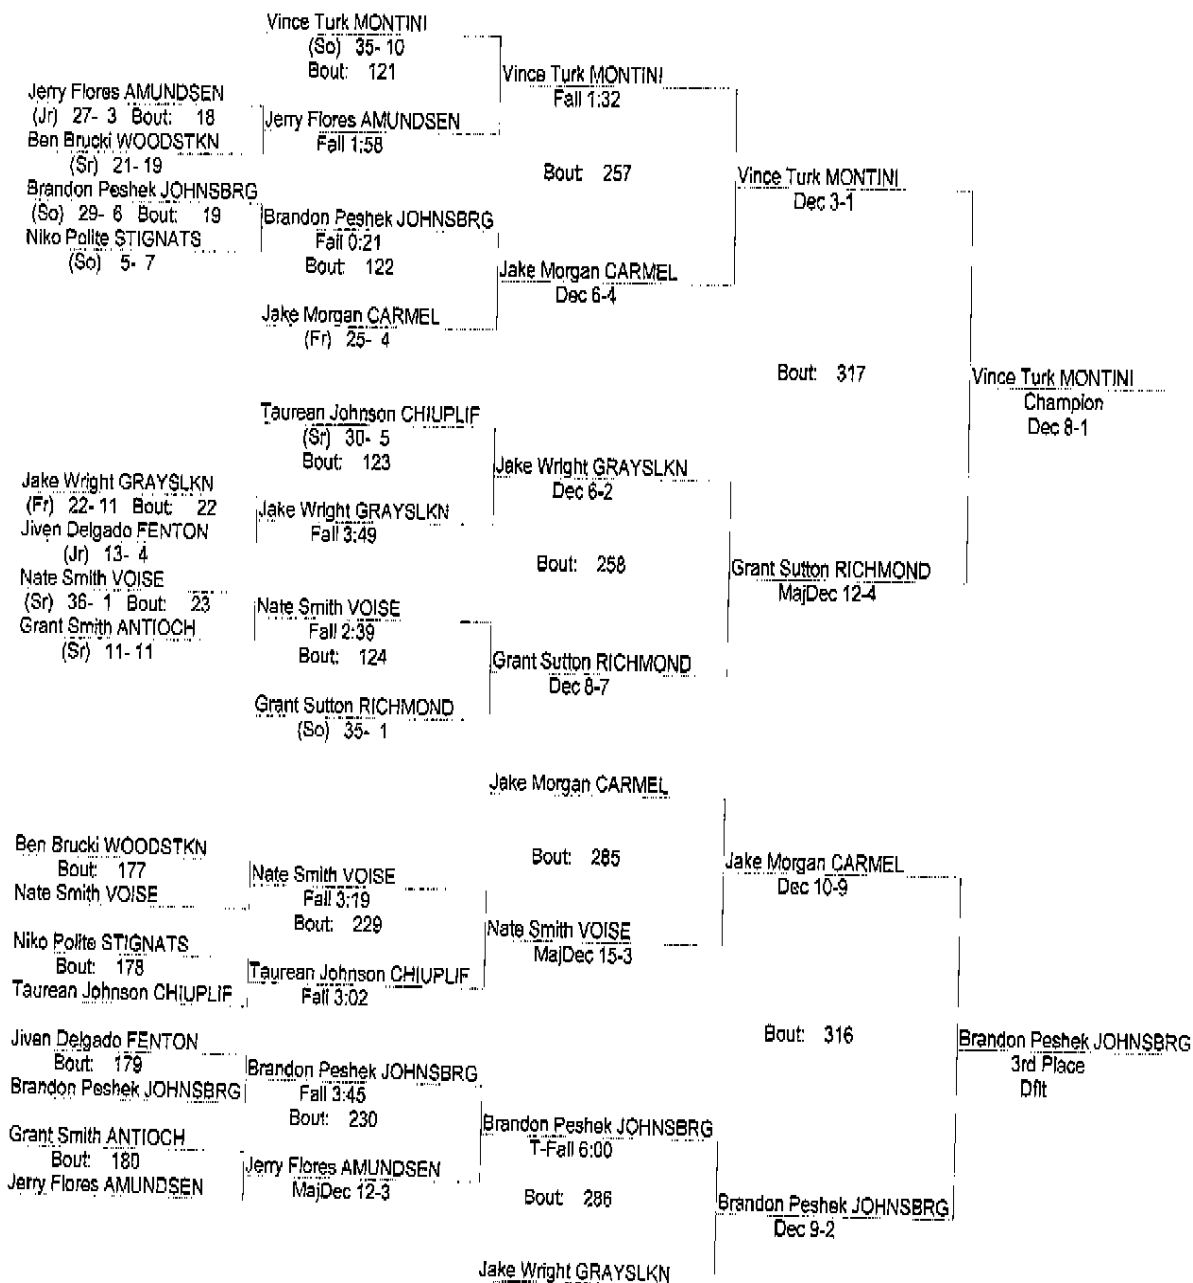 Vince Turk MONTINI
(So) 35- 10
Bout: 121
Vince Turk MONTINI
Fall 1:32
Jerry Flores AMUNDSEN
(Jr) 27- 3 Bout: 18
Jerry Flores AMUNDSEN
Fall 1:58
Ben Brucki WOODSTKN
(Sr) 21- 19
Bout: 257
Vince Turk MONTINI
Dec 3-1
Brandon Peshek JOHNSBRG
(So) 29- 6 Bout: 19
Brandon Peshek JOHNSBRG
Fall 0:21
Bout: 122
Niko Polite STIGNATS
(So) 5- 7
Jake Morgan CARMEL
Dec 6-4
Jake Morgan CARMEL
(Fr) 25- 4
Bout: 317
Vince Turk MONTINI
Champion
Dec 8-1
Taurean Johnson CHIUPLIF
(Sr) 30- 5
Bout: 123
Jake Wright GRAYSLKN
Dec 6-2
Jake Wright GRAYSLKN
(Fr) 22- 11 Bout: 22
Jake Wright GRAYSLKN
Fall 3:49
Jiven Delgado FENTON
(Jr) 13- 4
Bout: 258
Grant Sutton RICHMOND
MajDec 12-4
Nate Smith VOISE
(Sr) 36- 1 Bout: 23
Nate Smith VOISE
Fall 2:39
Bout: 124
Grant Smith ANTIOCH
(Sr) 11- 11
Grant Sutton RICHMOND
Dec 8-7
Grant Sutton RICHMOND
(So) 35- 1
Jake Morgan CARMEL
Ben Brucki WOODSTKN
Bout: 177
Nate Smith VOISE
Nate Smith VOISE
Fall 3:19
Bout: 229
Bout: 285
Jake Morgan CARMEL
Dec 10-9
Nate Smith VOISE
MajDec 15-3
Niko Polite STIGNATS
Bout: 178
Taurean Johnson CHIUPLIF
Taurean Johnson CHIUPLIF
Fall 3:02
Bout: 316
Brandon Peshek JOHNSBRG
3rd Place
Dflt
Jiven Delgado FENTON
Bout: 179
Brandon Peshek JOHNSBRG
Brandon Peshek JOHNSBRG
Fall 3:45
Bout: 230
Brandon Peshek JOHNSBRG
T-Fall 6:00
Grant Smith ANTIOCH
Bout: 180
Jerry Flores AMUNDSEN
Jerry Flores AMUNDSEN
MajDec 12-3
Bout: 286
Brandon Peshek JOHNSBRG
Dec 9-2
Jake Wright GRAYSLKN